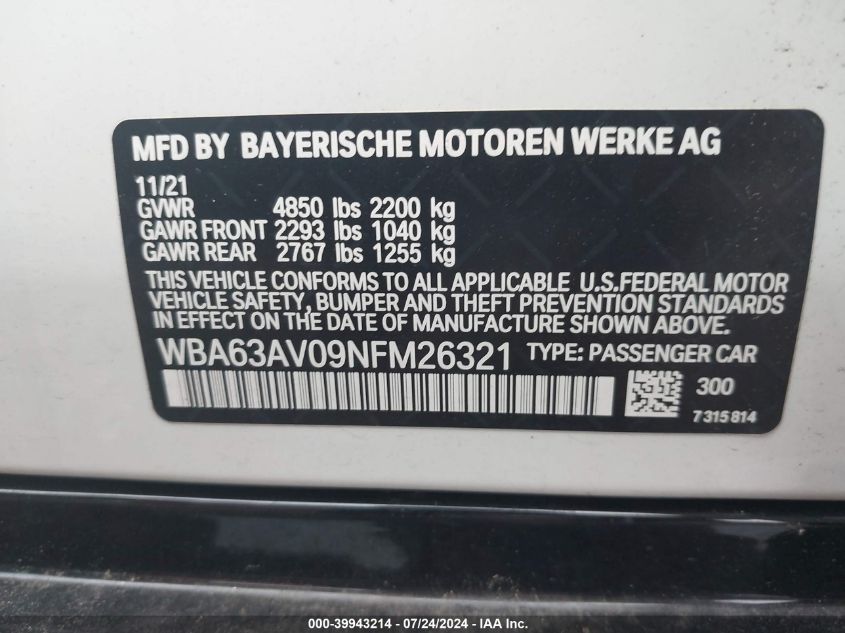 MFD BY BAYERISCHE MOTOREN WERKE AG
11/21
GVWR 4850 lbs 2200 kg
GAWR FRONT 2293 lbs 1040 kg
GAWR REAR 2767 lbs 1255 kg
THIS VEHICLE CONFORMS TO ALL APPLICABLE U.S.FEDERAL MOTOR
VEHICLE SAFETY, BUMPER AND THEFT PREVENTION STANDARDS
IN EFFECT ON THE DATE OF MANUFACTURE SHOWN ABOVE.
WBA63AV09NFM26321 TYPE: PASSENGER CAR
300
7315814
000-39943214 / 07/24/2024 - IAA Inc.